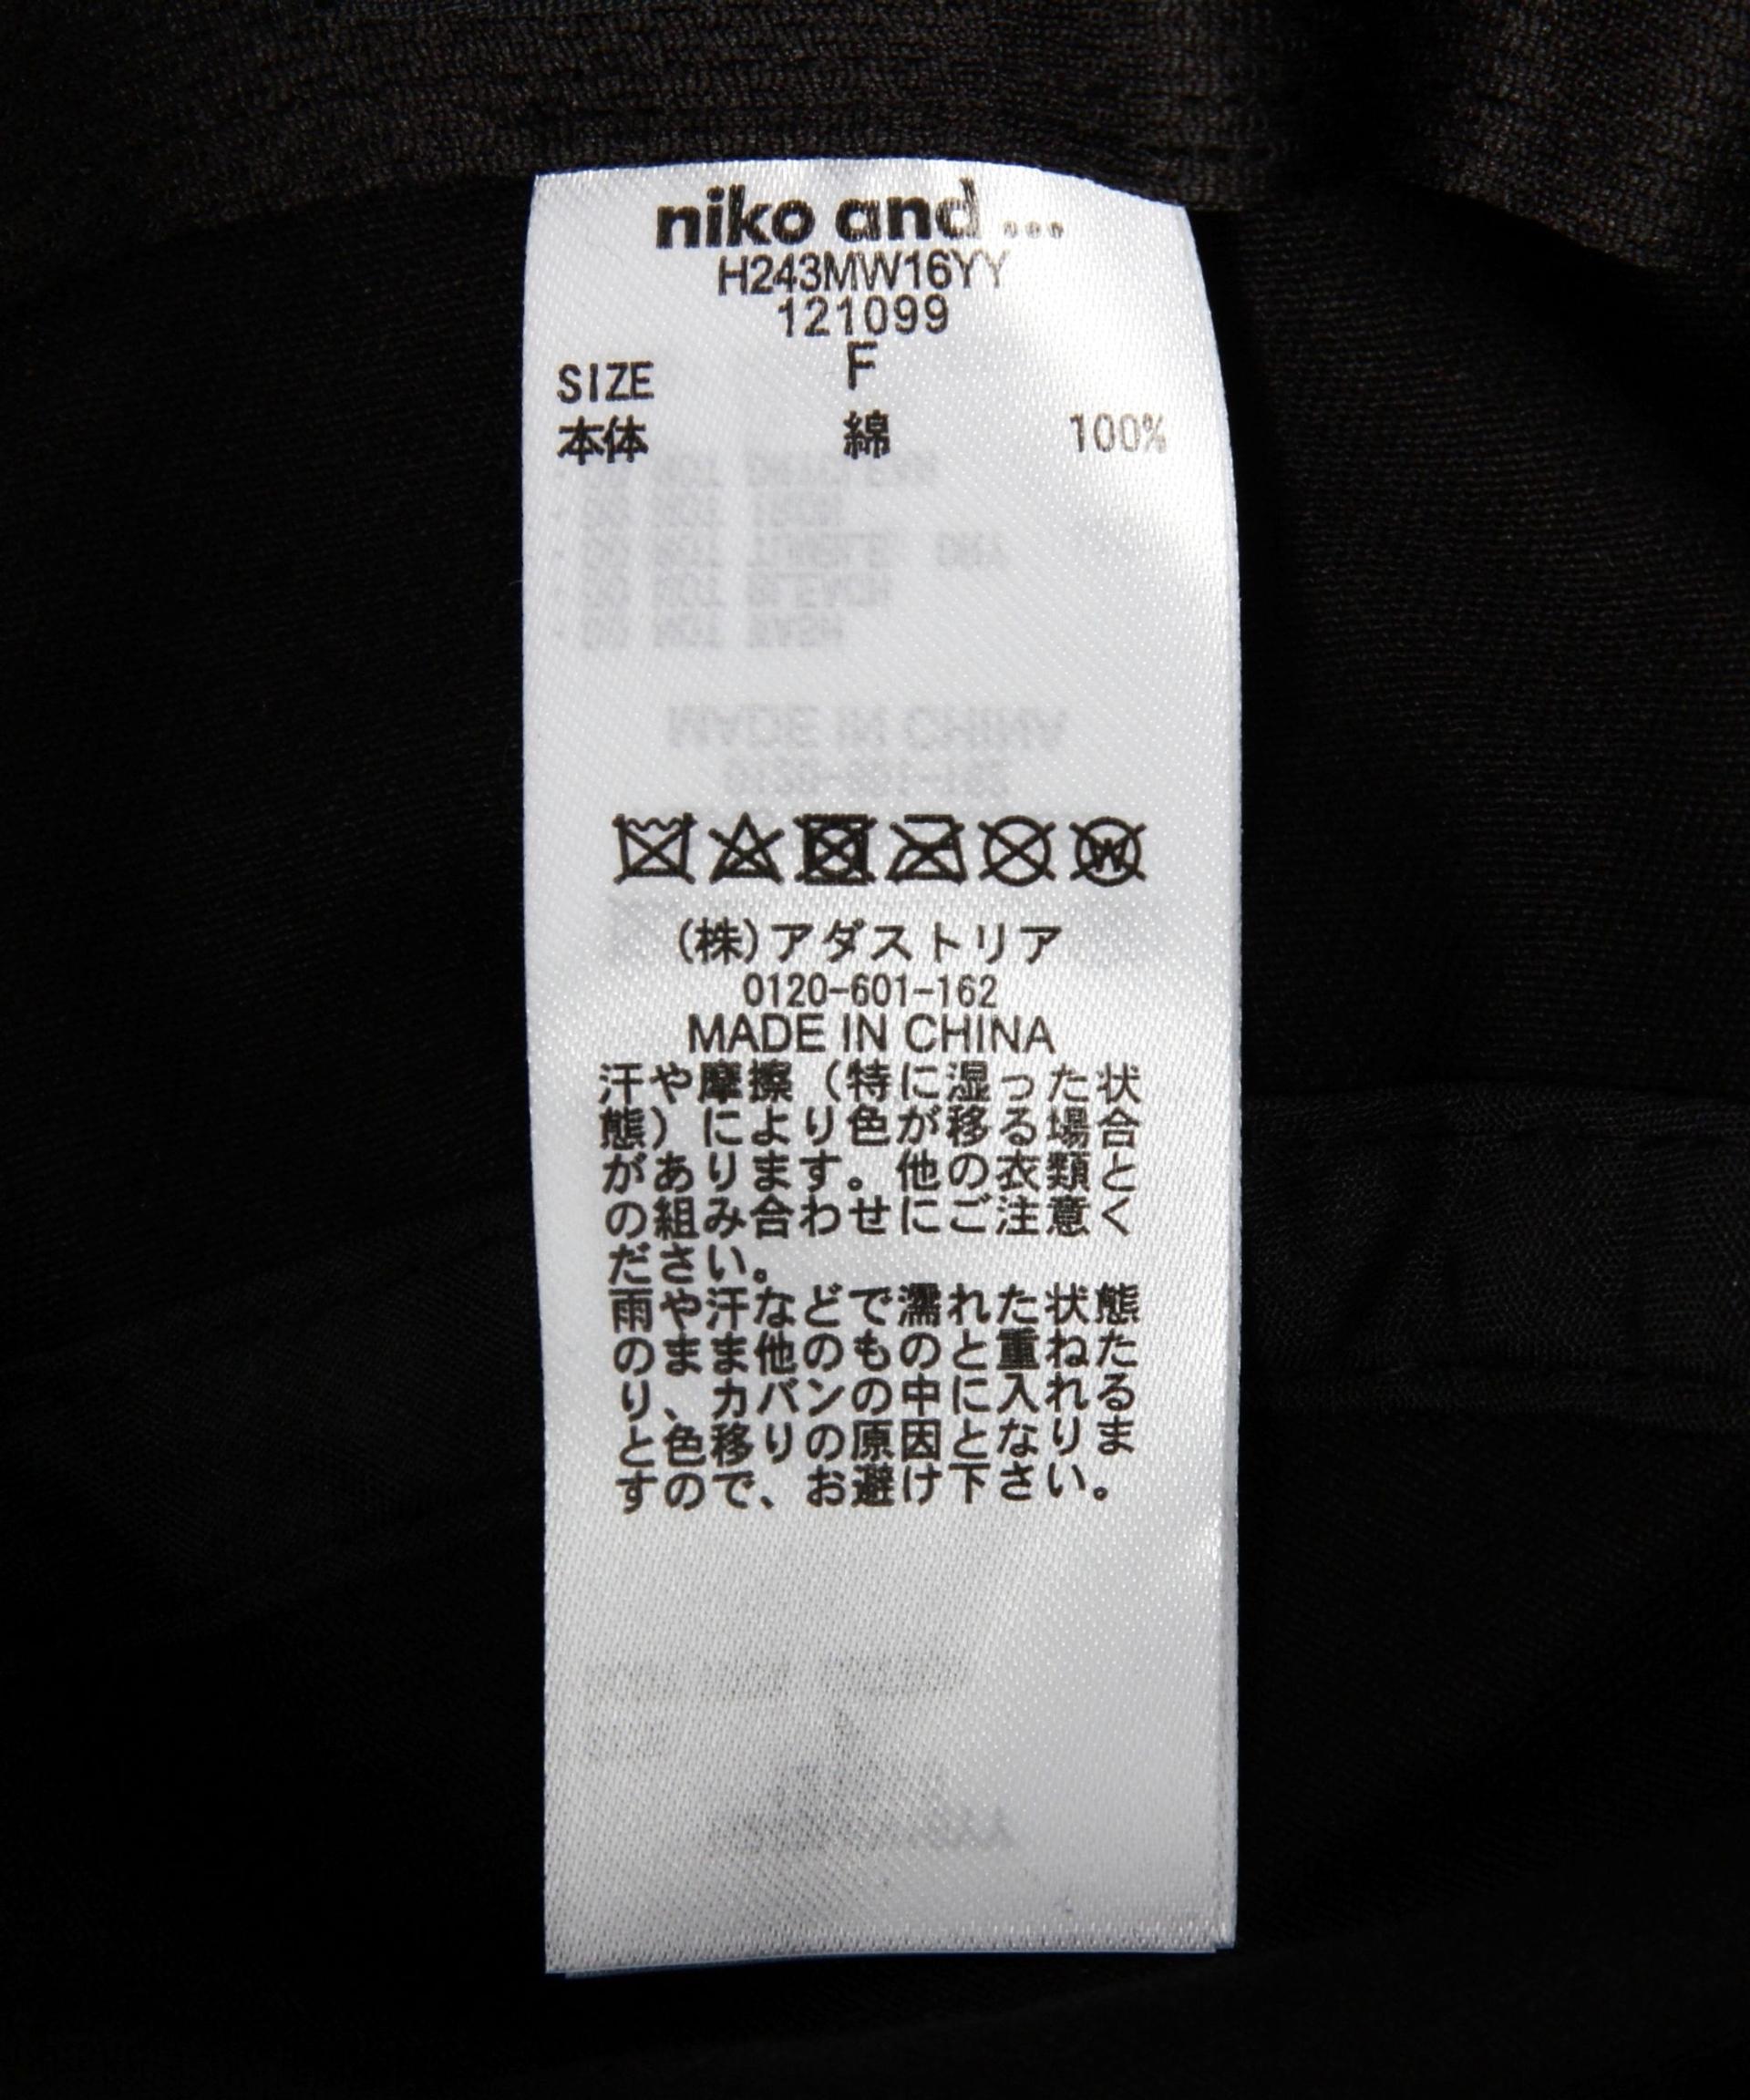 niko and ...
H243MW16YY
121099
SIZE F
本体 綿 100%
W
(株)アダストリア
0120-601-162
MADE IN CHINA
汗や摩擦（特に湿った状
態）により色が移る場合
があります。他の衣類と
の組み合わせにご注意く
ださい。
雨や汗などで濡れた状態
のまま他のものと重ねた
り、カバンの中に入れる
と色移りの原因となりま
すので、お避け下さい。